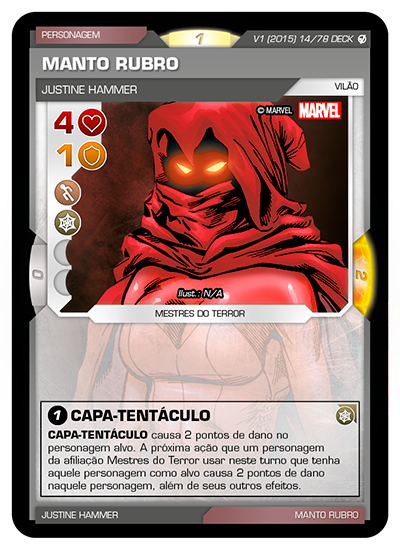 PERSONAGEM
1
V1 (2015) 14/78 DECK
MANTO RUBRO
JUSTINE HAMMER
VILÃO
4
© MARVEL MARVEL
1
0
2
Ilust.: N/A
MESTRES DO TERROR
1 CAPA-TENTÁCULO
CAPA-TENTÁCULO causa 2 pontos de dano no
personagem alvo. A próxima ação que um personagem
da afiliação Mestres do Terror usar neste turno que tenha
aquele personagem como alvo causa 2 pontos de dano
naquele personagem, além de seus outros efeitos.
JUSTINE HAMMER
MANTO RUBRO